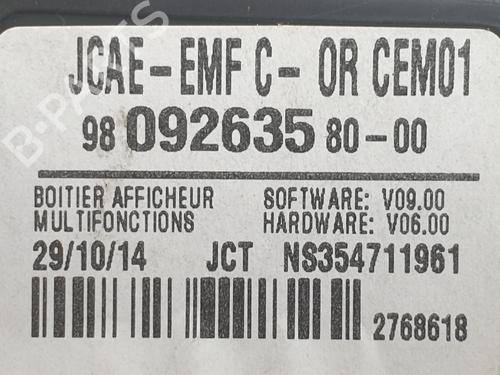 JCAE-EMF C- OR CEM01
98 092635 80-00
BOITIER AFFICHEUR SOFTWARE: V09.00
MULTIFONCTIONS HARDWARE: V06.00
29/10/14 JCT NS354711961
2768618
B-PARTS